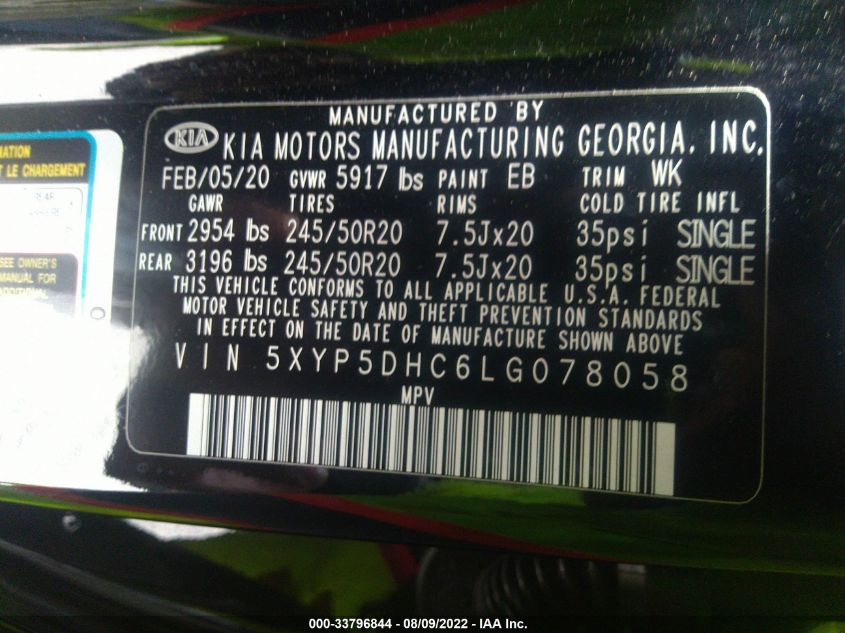 MANUFACTURED BY
KIA KIA MOTORS MANUFACTURING GEORGIA, INC.
FEB/05/20 GVWR 5917 lbs PAINT EB TRIM WK
GAWR TIRES RIMS COLD TIRE INFL
FRONT 2954 lbs 245/50R20 7.5Jx20 35psi SINGLE
REAR 3196 lbs 245/50R20 7.5Jx20 35psi SINGLE
THIS VEHICLE CONFORMS TO ALL APPLICABLE U.S.A. FEDERAL
MOTOR VEHICLE SAFETY AND THEFT PREVENTION STANDARDS
IN EFFECT ON THE DATE OF MANUFACTURE SHOWN ABOVE
VIN 5XYP5DHC6LG078058
MPV
LE CHARGEMENT
SEE OWNER'S
MANUAL FOR
000-33796844 - 08/09/2022 - IAA Inc.